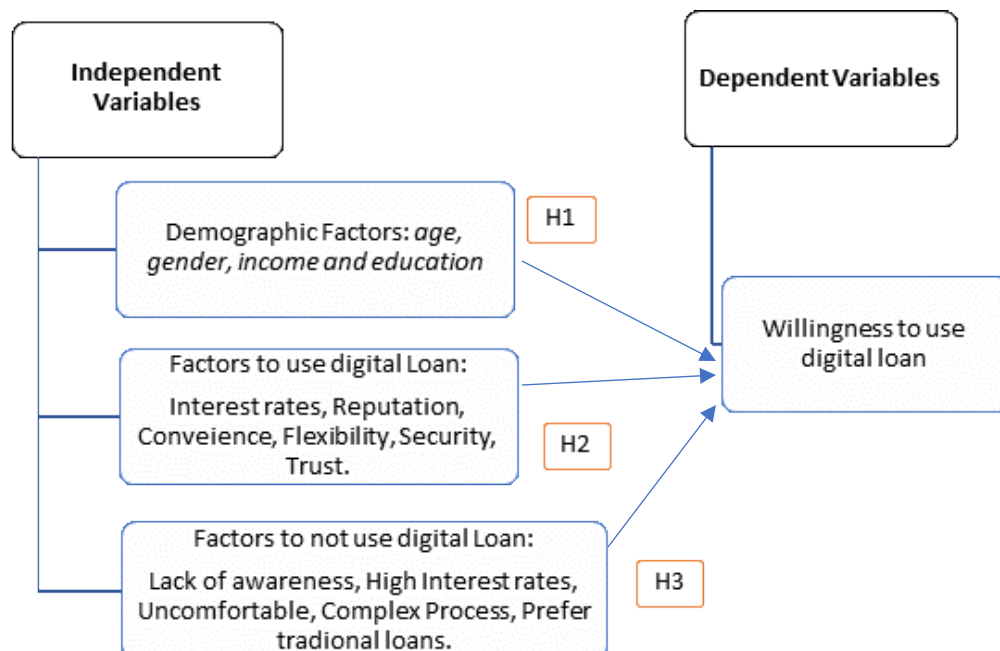 Independent
Variables
Dependent Variables
Demographic Factors: age,
gender, income and education
H1
Willingness to use
digital loan
Factors to use digital Loan:
Interest rates, Reputation,
Conveience, Flexibility, Security,
Trust.
H2
Factors to not use digital Loan:
Lack of awareness, High Interest rates,
Uncomfortable, Complex Process, Prefer
tradional loans.
H3